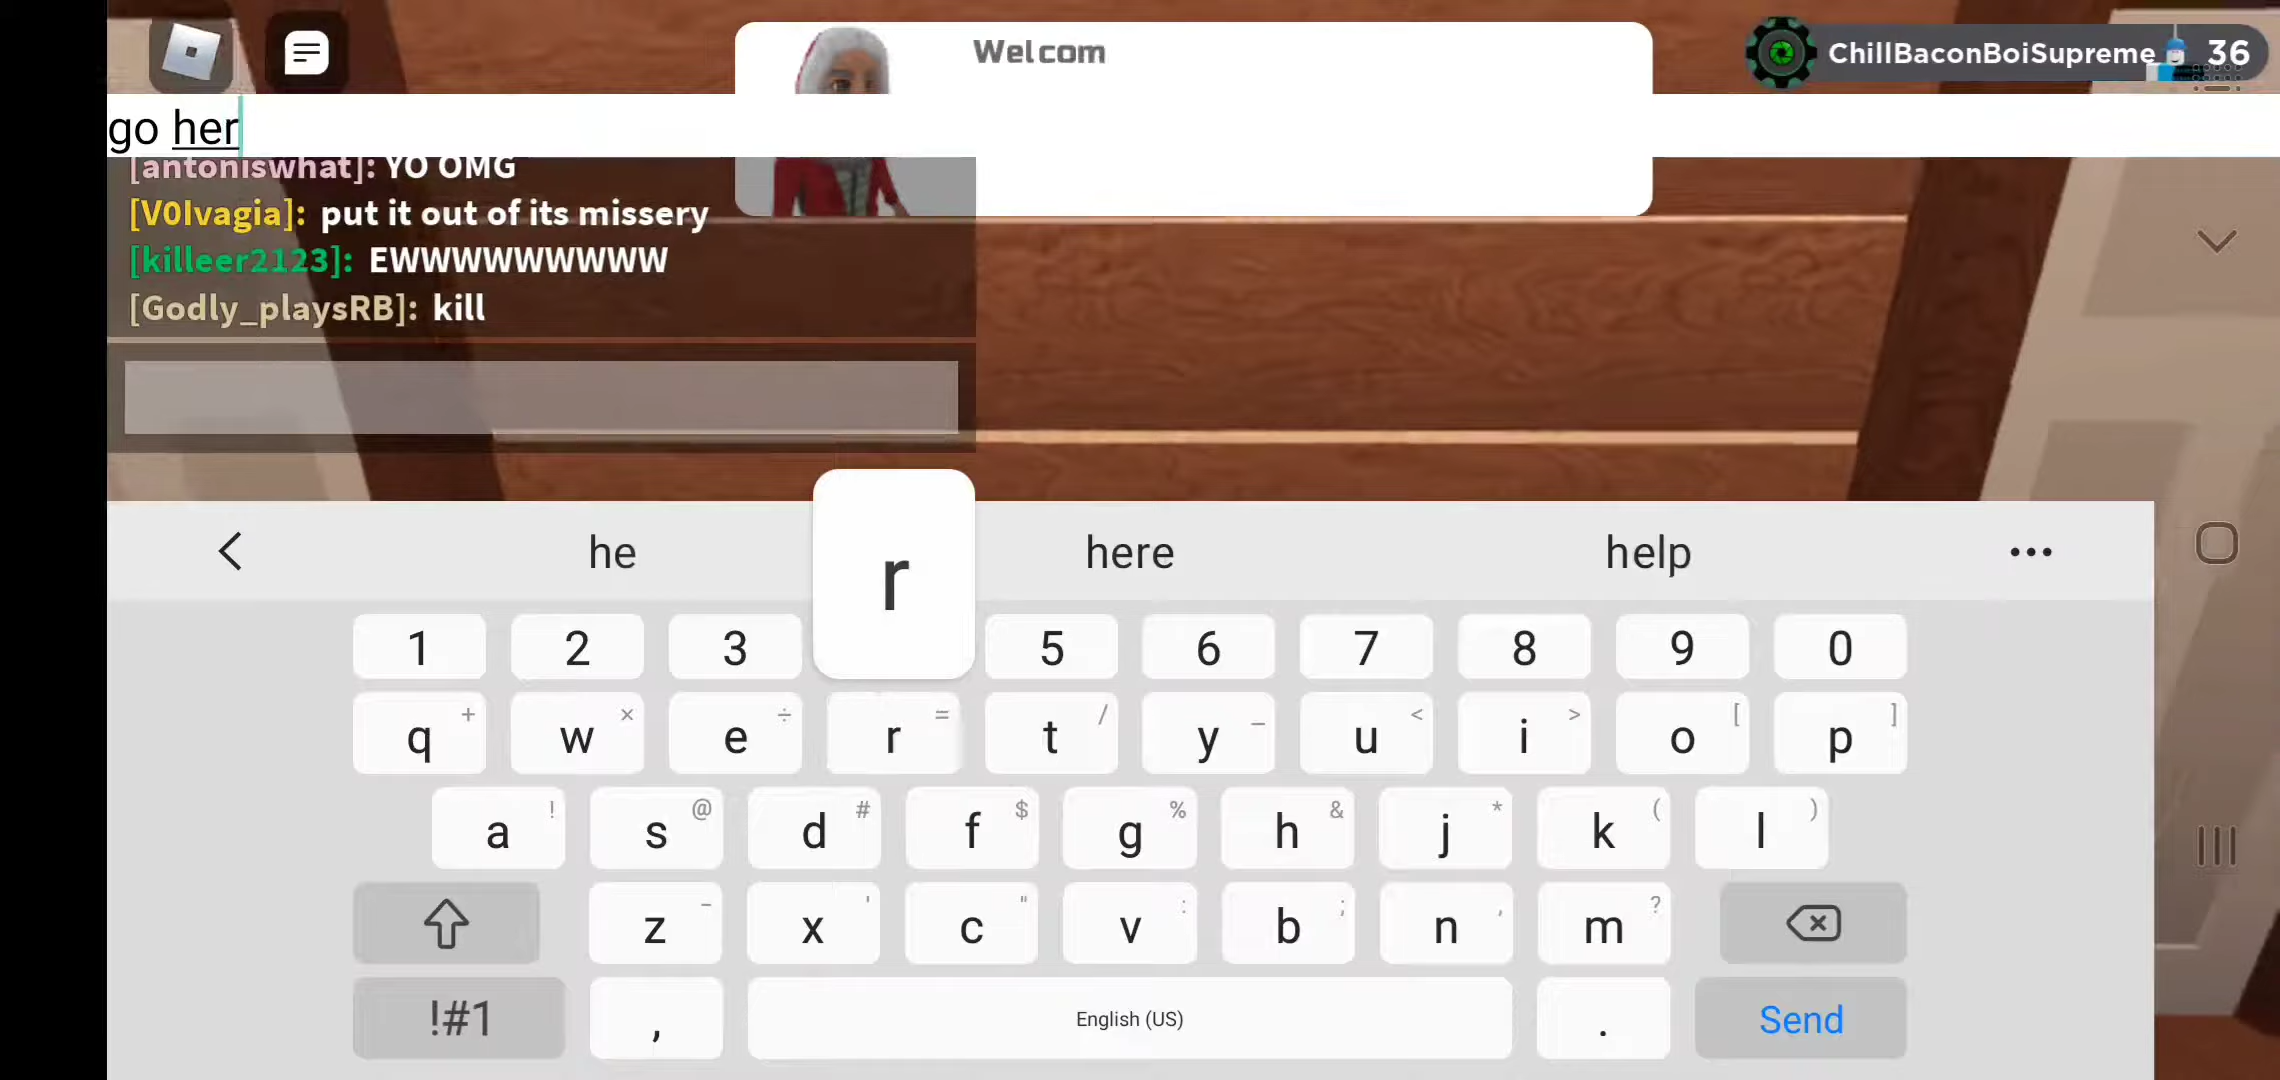 Welcom
ChillBaconBoiSupreme 36
go her
[antoniswhat]: YO OMG
[V0lvagia]: put it out of its missery
[killeer2123]: EWWWWWWWWW
[Godly_playsRB]: kill
he here help
r
1 2 3 5 6 7 8 9 0
+ × ÷ = / _ < > [ ]
q w e r t y u i o p
! @ # $ % & * ( )
a s d f g h j k l
- ' " : ; , ?
z x c v b n m
!#1 , English (US) . Send